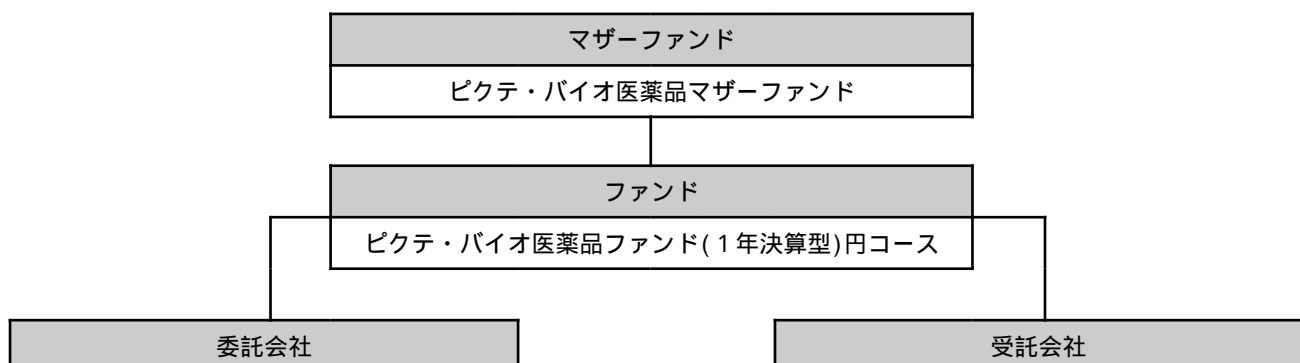 マザーファンド
ピクテ・バイオ医薬品マザーファンド
ファンド
ピクテ・バイオ医薬品ファンド(1年決算型)円コース
委託会社
受託会社